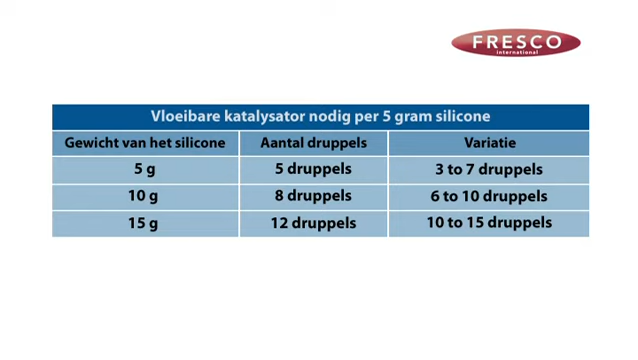 FRESCO
international
Vloeibare katalysator nodig per 5 gram silicone
Gewicht van het silicone Aantal druppels Variatie
5 g 5 druppels 3 to 7 druppels
10 g 8 druppels 6 to 10 druppels
15 g 12 druppels 10 to 15 druppels